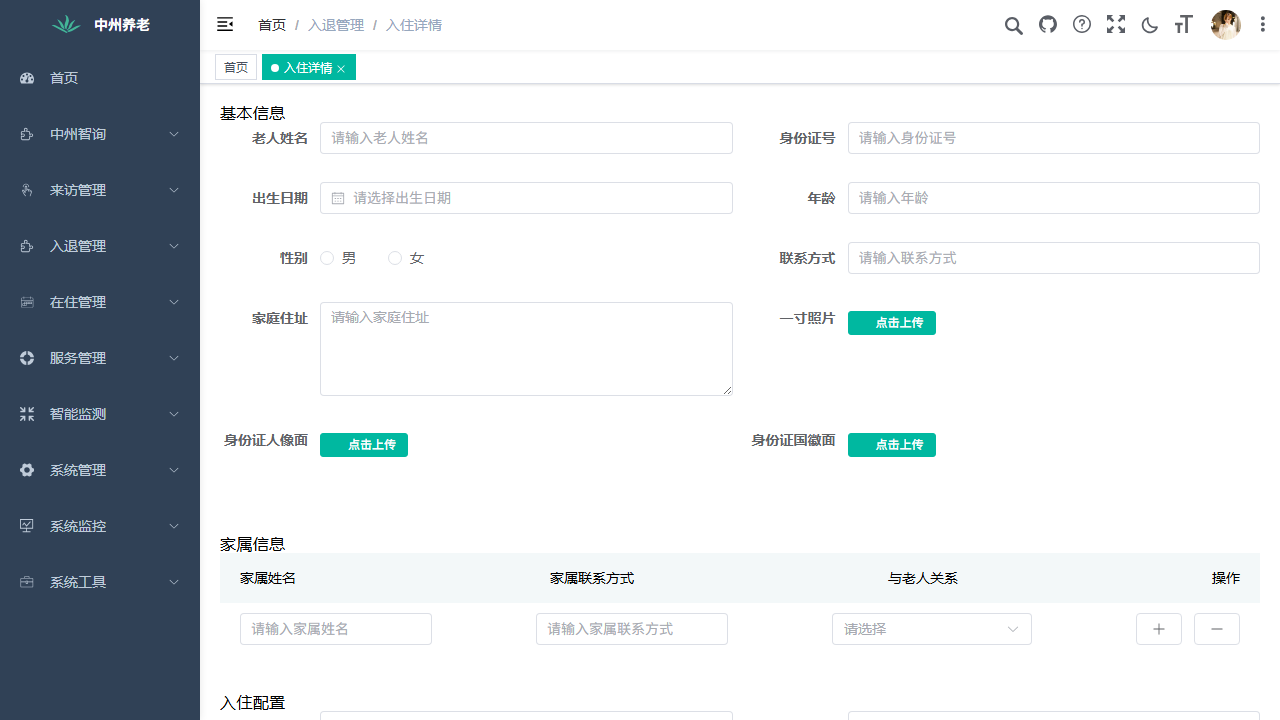 中州养老
首页
中州智询
来访管理
入退管理
在住管理
服务管理
智能监测
系统管理
系统监控
系统工具
首页 / 入退管理 / 入住详情
首页
入住详情
基本信息
老人姓名 请输入老人姓名 身份证号 请输入身份证号
出生日期 请选择出生日期 年龄 请输入年龄
性别 男 女 联系方式 请输入联系方式
家庭住址 请输入家庭住址 一寸照片 点击上传
身份证人像面 点击上传 身份证国徽面 点击上传
家属信息
家属姓名 家属联系方式 与老人关系 操作
请输入家属姓名 请输入家属联系方式 请选择
入住配置